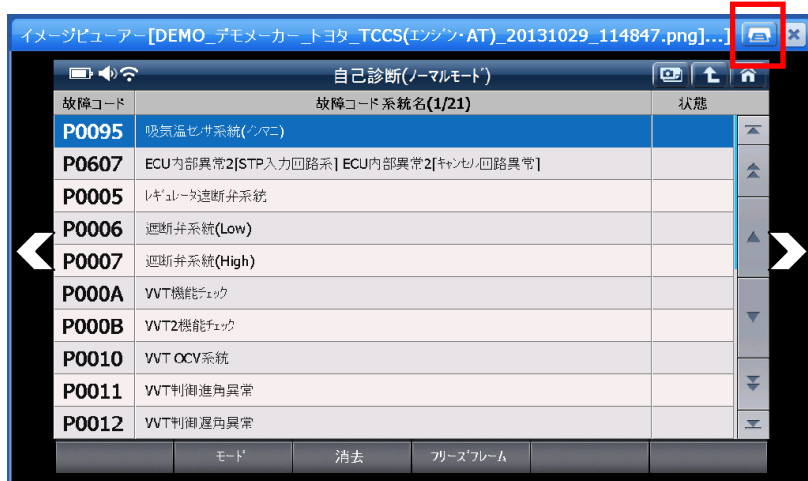 イメージビューアー[DEMO_デモメーカー_トヨタ_TCCS(エンジン・AT)_20131029_114847.png]...]
自己診断(ノーマルモード)
故障コード 故障コード系統名(1/21) 状態
P0095 吸気温センサ系統(インマニ)
P0607 ECU内部異常2[STP入力回路系] ECU内部異常2[キャンセル回路異常]
P0005 レギュレータ遮断弁系統
P0006 遮断弁系統(Low)
P0007 遮断弁系統(High)
P000A VVT機能チェック
P000B VVT2機能チェック
P0010 VVT OCV系統
P0011 VVT制御進角異常
P0012 VVT制御遅角異常
モード 消去 フリーズフレーム